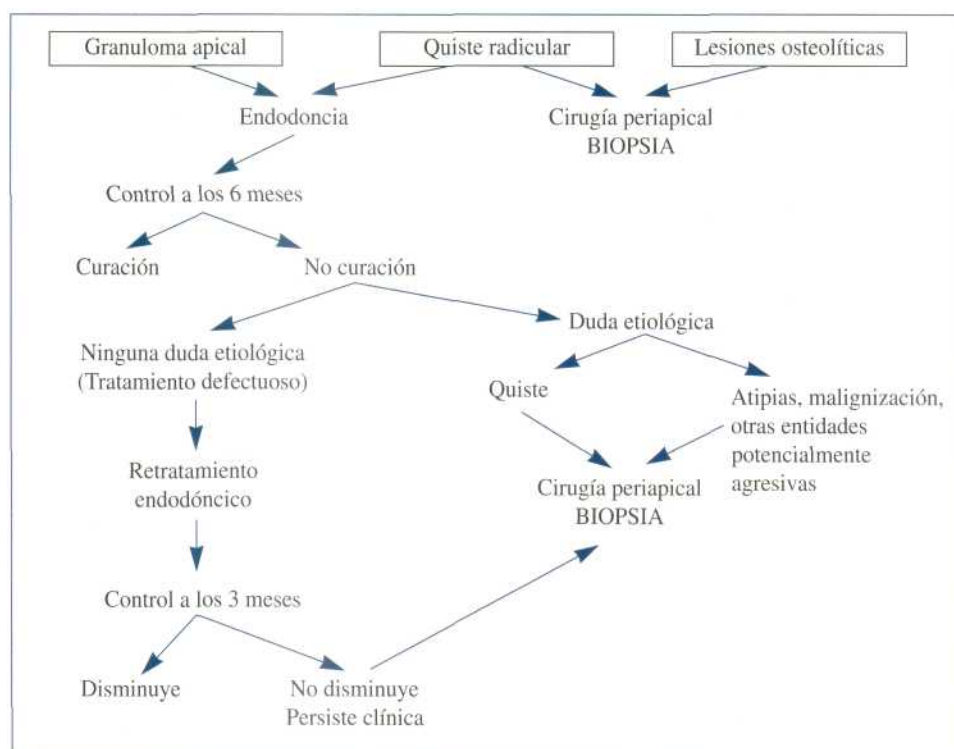 Granuloma apical
Quiste radicular
Lesiones osteolíticas
Endodoncia
Cirugía periapical
BIOPSIA
Control a los 6 meses
Curación
No curación
Duda etiológica
Ninguna duda etiológica
(Tratamiento defectuoso)
Quiste
Atipias, malignización,
otras entidades
potencialmente
agresivas
Retratamiento
endodóncico
Cirugía periapical
BIOPSIA
Control a los 3 meses
Disminuye
No disminuye
Persiste clínica